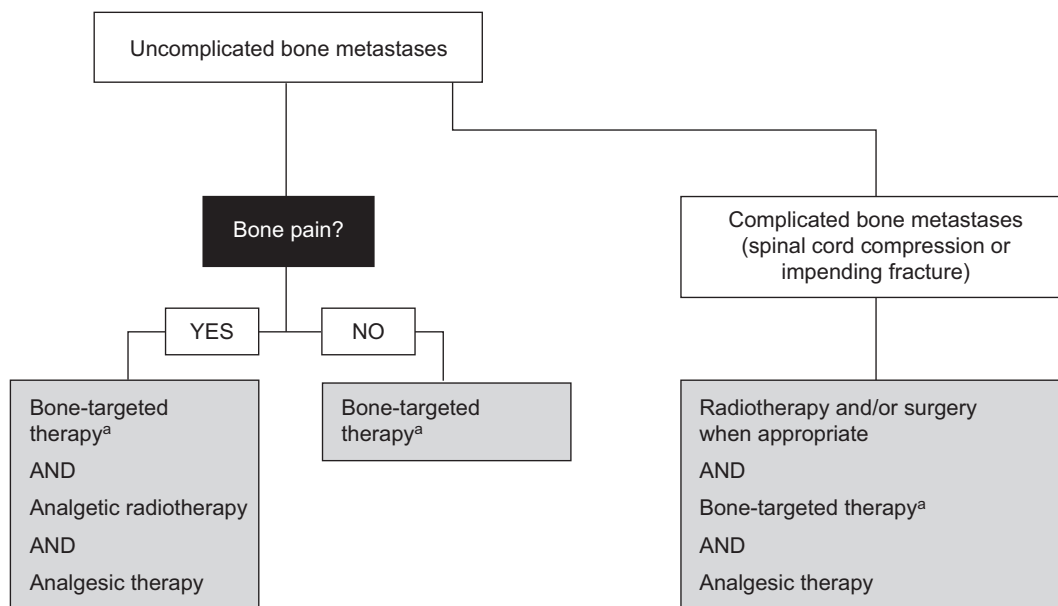 Uncomplicated bone metastases
Bone pain?
Complicated bone metastases
(spinal cord compression or
impending fracture)
YES
NO
Bone-targeted
therapyᵃ
AND
Analgetic radiotherapy
AND
Analgesic therapy
Bone-targeted
therapyᵃ
Radiotherapy and/or surgery
when appropriate
AND
Bone-targeted therapyᵃ
AND
Analgesic therapy